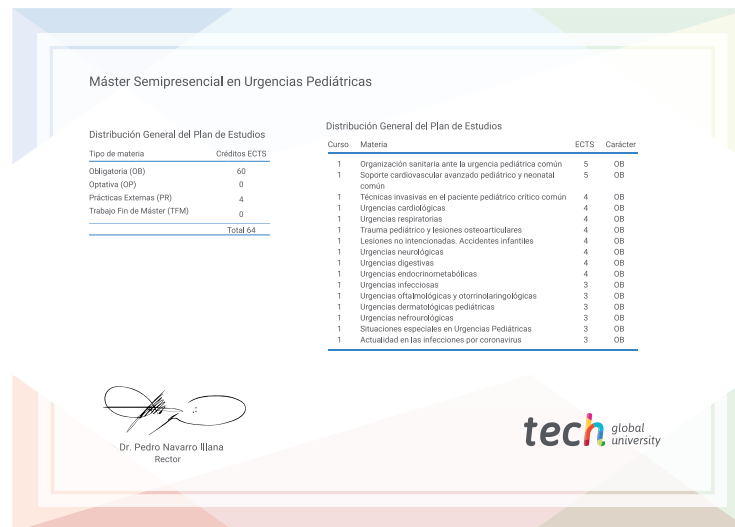 Máster Semipresencial en Urgencias Pediátricas
Distribución General del Plan de Estudios
Tipo de materia Créditos ECTS
Obligatoria (OB) 60
Optativa (OP) 0
Prácticas Externas (PR) 4
Trabajo Fin de Máster (TFM) 0
Total 64
Distribución General del Plan de Estudios
Curso Materia ECTS Carácter
1 Organización sanitaria ante la urgencia pediátrica común 5 OB
1 Soporte cardiovascular avanzado pediátrico y neonatal 5 OB
común
1 Técnicas invasivas en el paciente pediátrico crítico común 4 OB
1 Urgencias cardiológicas 4 OB
1 Urgencias respiratorias 4 OB
1 Trauma pediátrico y lesiones osteoarticulares 4 OB
1 Lesiones no intencionadas. Accidentes infantiles 4 OB
1 Urgencias neurológicas 4 OB
1 Urgencias digestivas 4 OB
1 Urgencias endocrinometabólicas 4 OB
1 Urgencias infecciosas 3 OB
1 Urgencias oftalmológicas y otorrinolaringológicas 3 OB
1 Urgencias dermatológicas pediátricas 3 OB
1 Urgencias nefrourológicas 3 OB
1 Situaciones especiales en Urgencias Pediátricas 3 OB
1 Actualidad en las infecciones por coronavirus 3 OB
Dr. Pedro Navarro Illana
Rector
tech global
university